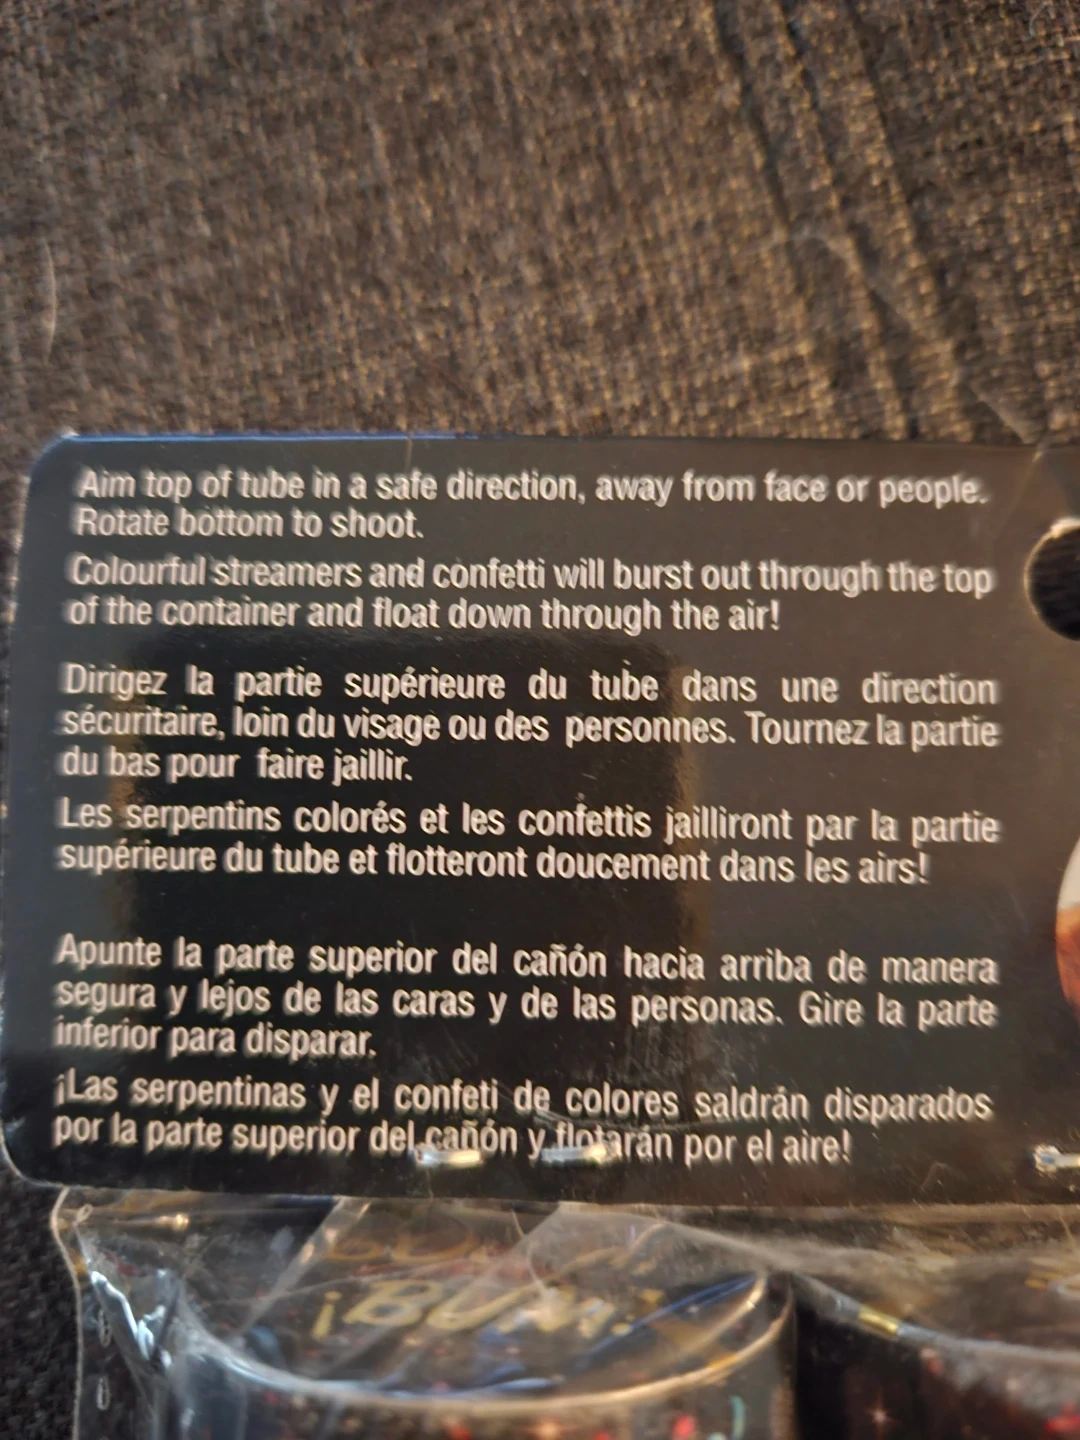 Aim top of tube in a safe direction, away from face or people.
Rotate bottom to shoot.
Colourful streamers and confetti will burst out through the top
of the container and float down through the air!
Dirigez la partie supérieure du tube dans une direction
sécuritaire, loin du visage ou des personnes. Tournez la partie
du bas pour faire jaillir.
Les serpentins colorés et les confettis jailliront par la partie
supérieure du tube et flotteront doucement dans les airs!
Apunte la parte superior del cañón hacia arriba de manera
segura y lejos de las caras y de las personas. Gire la parte
inferior para disparar.
¡Las serpentinas y el confeti de colores saldrán disparados
por la parte superior del cañón y flotarán por el aire!
¡BUM!